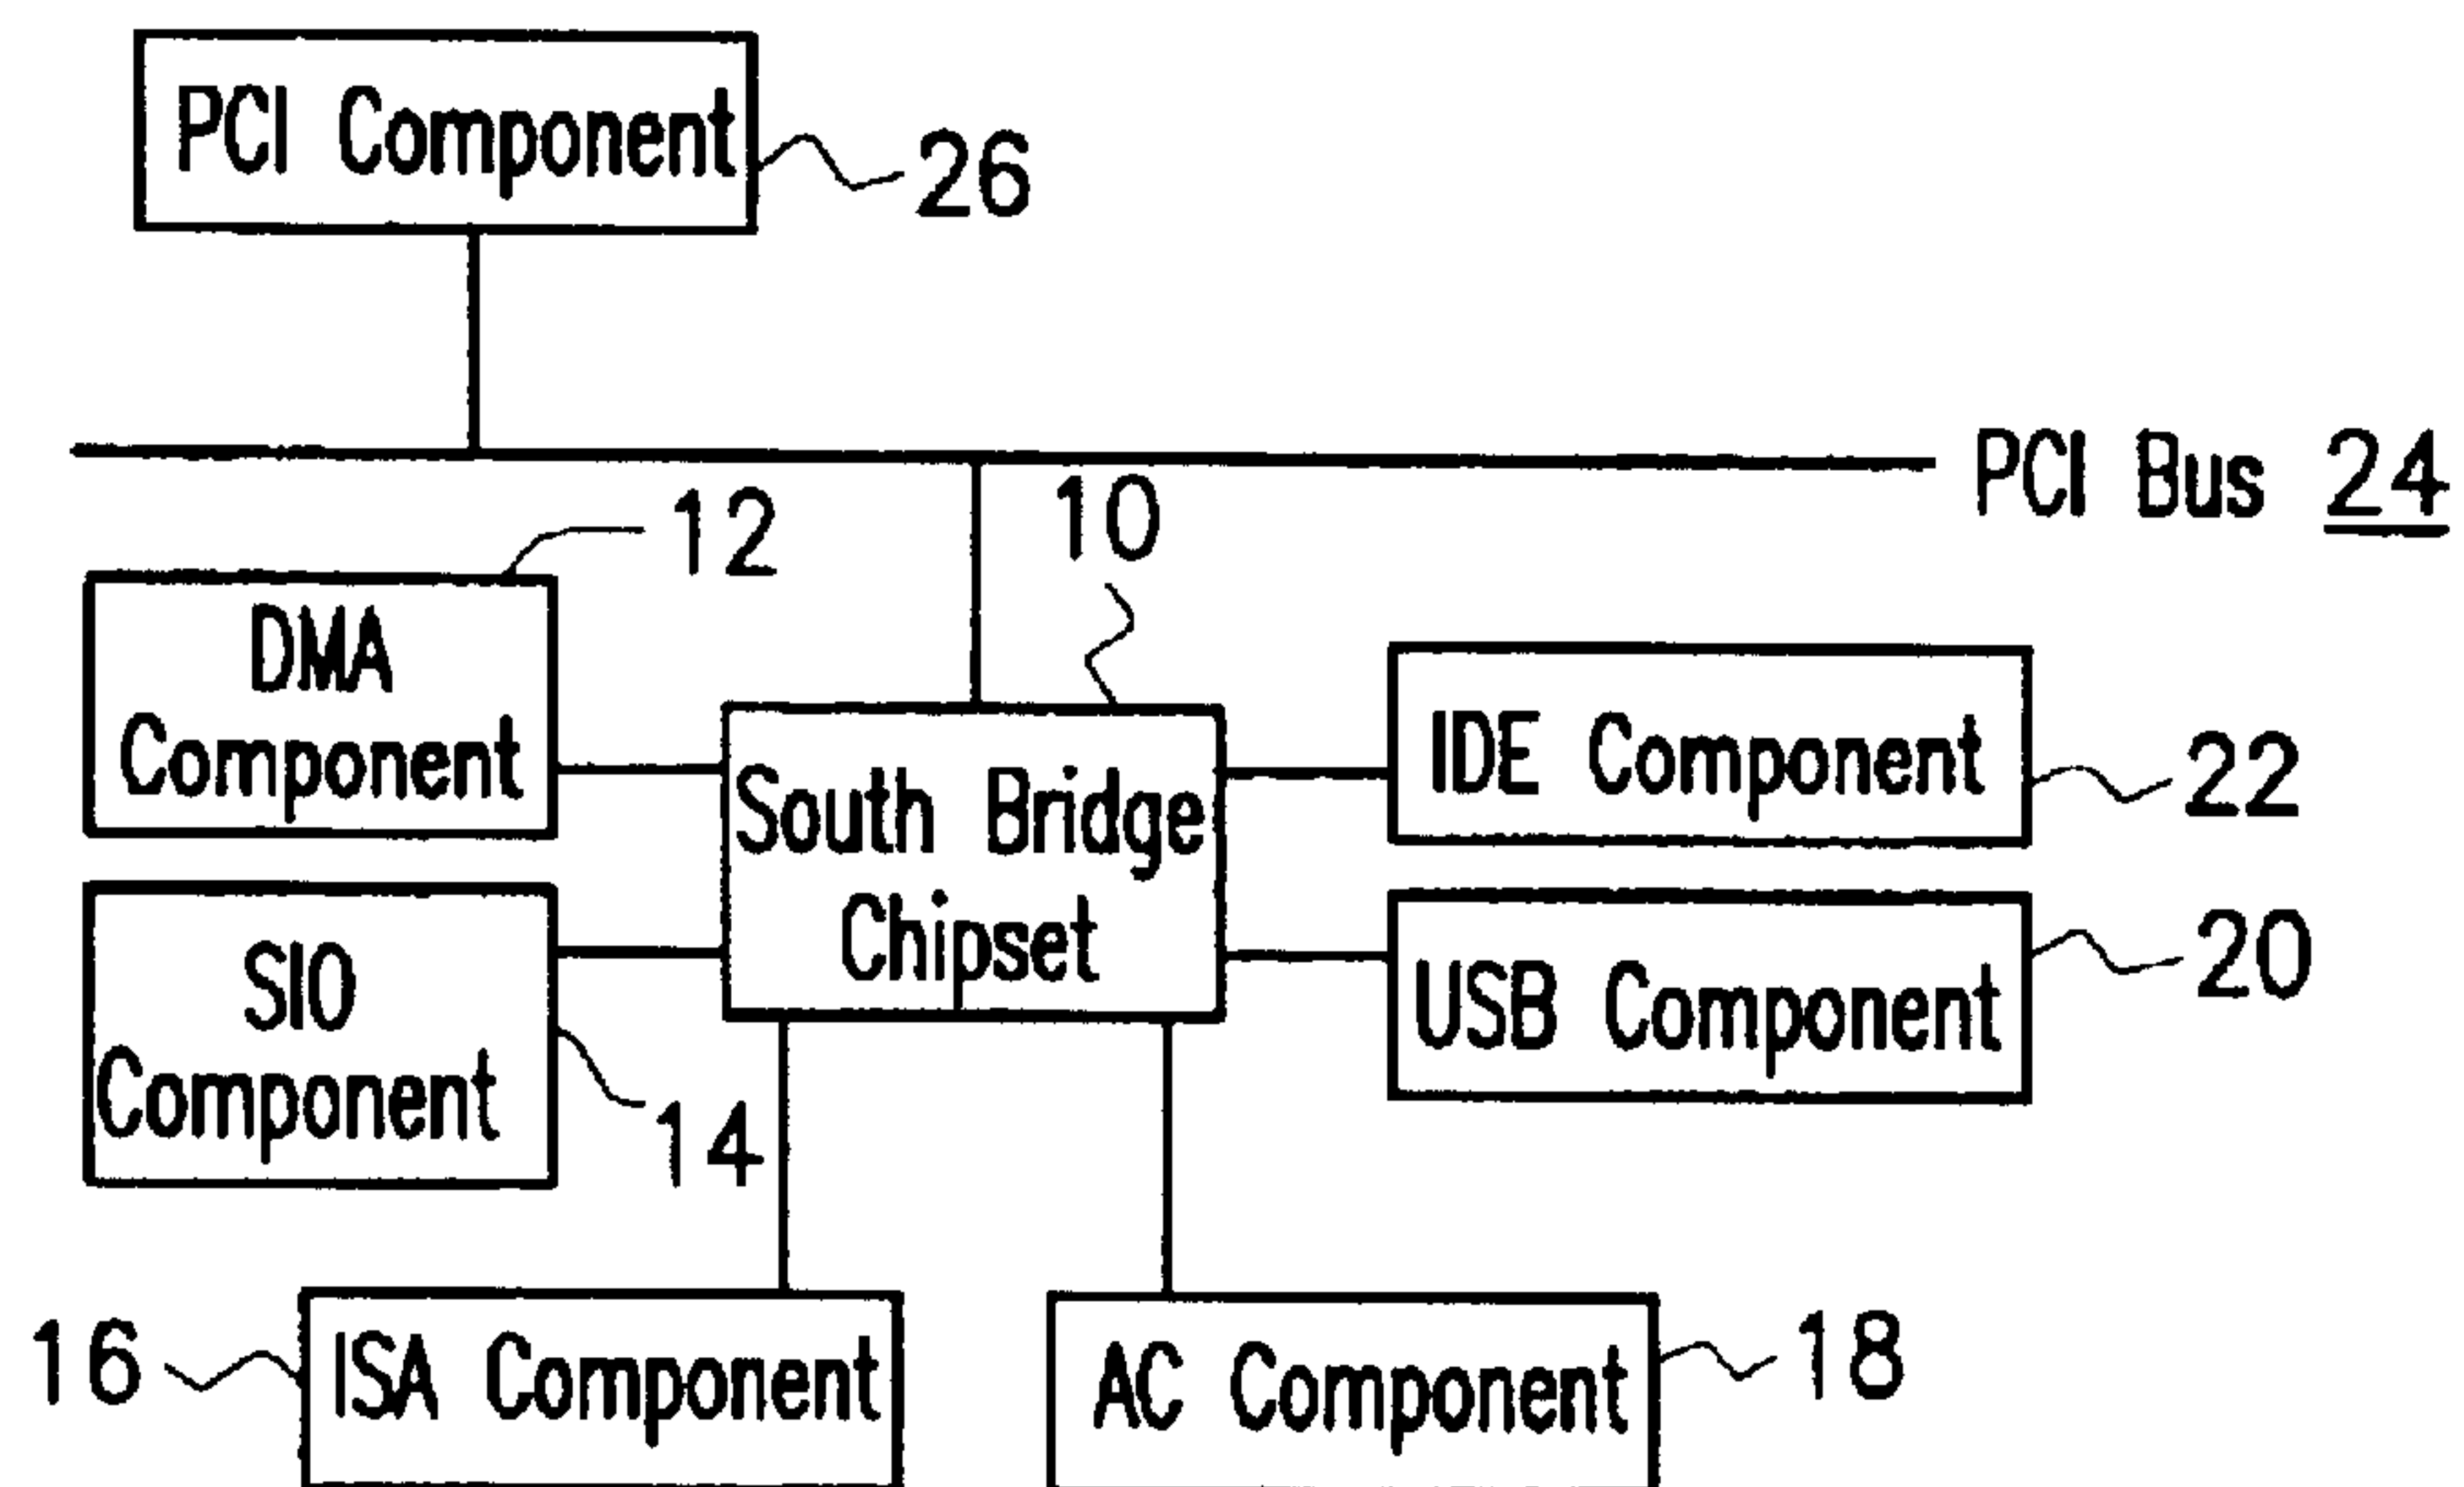 PCI Component
26
PCI Bus 24
12
10
DMA
Component
IDE Component
22
South Bridge
Chipset
SIO
Component
14
USB Component
20
16
ISA Component
AC Component
18